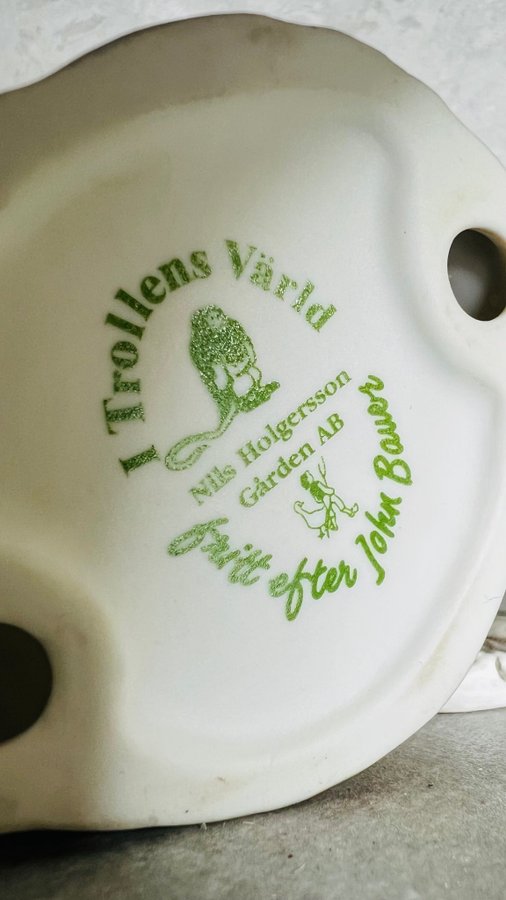 I Trollens Värld
Nils Holgersson
Gården AB
Fritt efter John Bauer